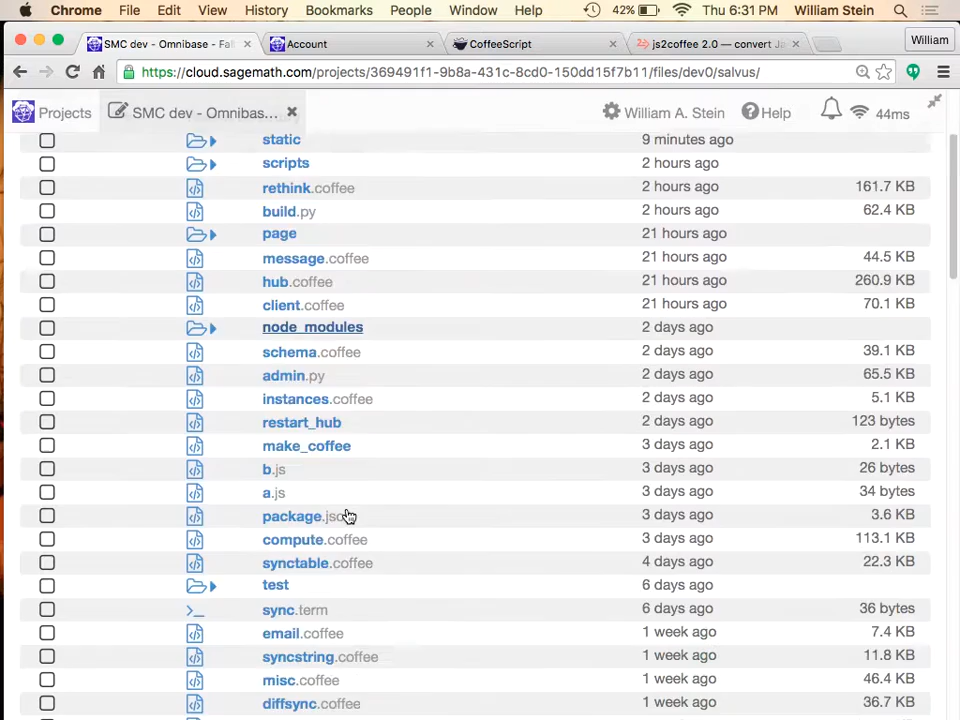 Chrome File Edit View History Bookmarks People Window Help 42% Thu 6:31 PM William Stein
SMC dev - Omnibase - Fal Account CoffeeScript js2coffee 2.0 — convert Ja William
https://cloud.sagemath.com/projects/369491f1-9b8a-431c-8cd0-150dd15f7b11/files/dev0/salvus/
Projects SMC dev - Omnibas... William A. Stein Help 44ms
static 9 minutes ago
scripts 2 hours ago
rethink.coffee 2 hours ago 161.7 KB
build.py 2 hours ago 62.4 KB
page 21 hours ago
message.coffee 21 hours ago 44.5 KB
hub.coffee 21 hours ago 260.9 KB
client.coffee 21 hours ago 70.1 KB
node_modules 2 days ago
schema.coffee 2 days ago 39.1 KB
admin.py 2 days ago 65.5 KB
instances.coffee 2 days ago 5.1 KB
restart_hub 2 days ago 123 bytes
make_coffee 3 days ago 2.1 KB
b.js 3 days ago 26 bytes
a.js 3 days ago 34 bytes
package.json 3 days ago 3.6 KB
compute.coffee 3 days ago 113.1 KB
synctable.coffee 4 days ago 22.3 KB
test 6 days ago
sync.term 6 days ago 36 bytes
email.coffee 1 week ago 7.4 KB
syncstring.coffee 1 week ago 11.8 KB
misc.coffee 1 week ago 46.4 KB
diffsync.coffee 1 week ago 36.7 KB